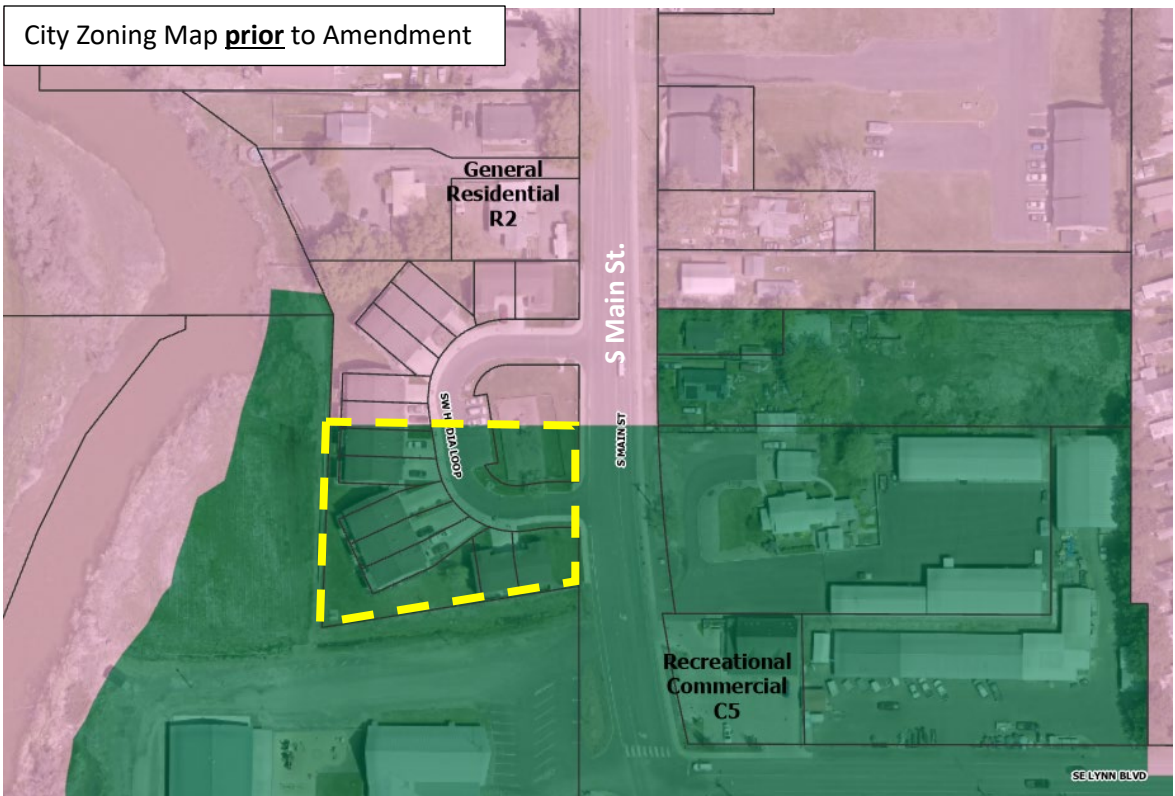 City Zoning Map prior to Amendment
General
Residential
R2
S Main St.
S MAIN ST
LOOP
Recreational
Commercial
C5
SE LYNN BLVD